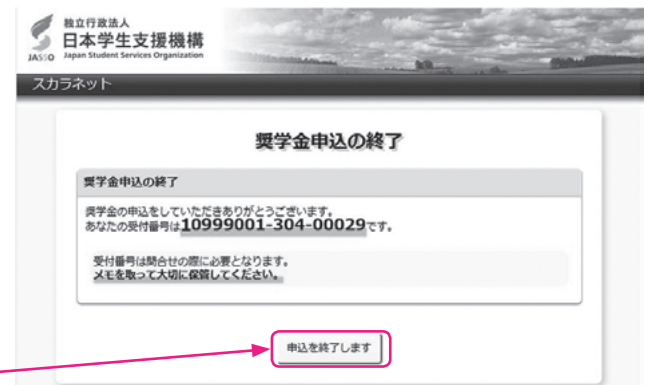 独立行政法人
日本学生支援機構
JASSO Japan Student Services Organization
スカラネット
奨学金申込の終了
奨学金申込の終了
奨学金の申込をしていただきありがとうございます。
あなたの受付番号は10999001-304-00029です。
受付番号は問合せの際に必要となります。
メモを取って大切に保管してください。
申込を終了します